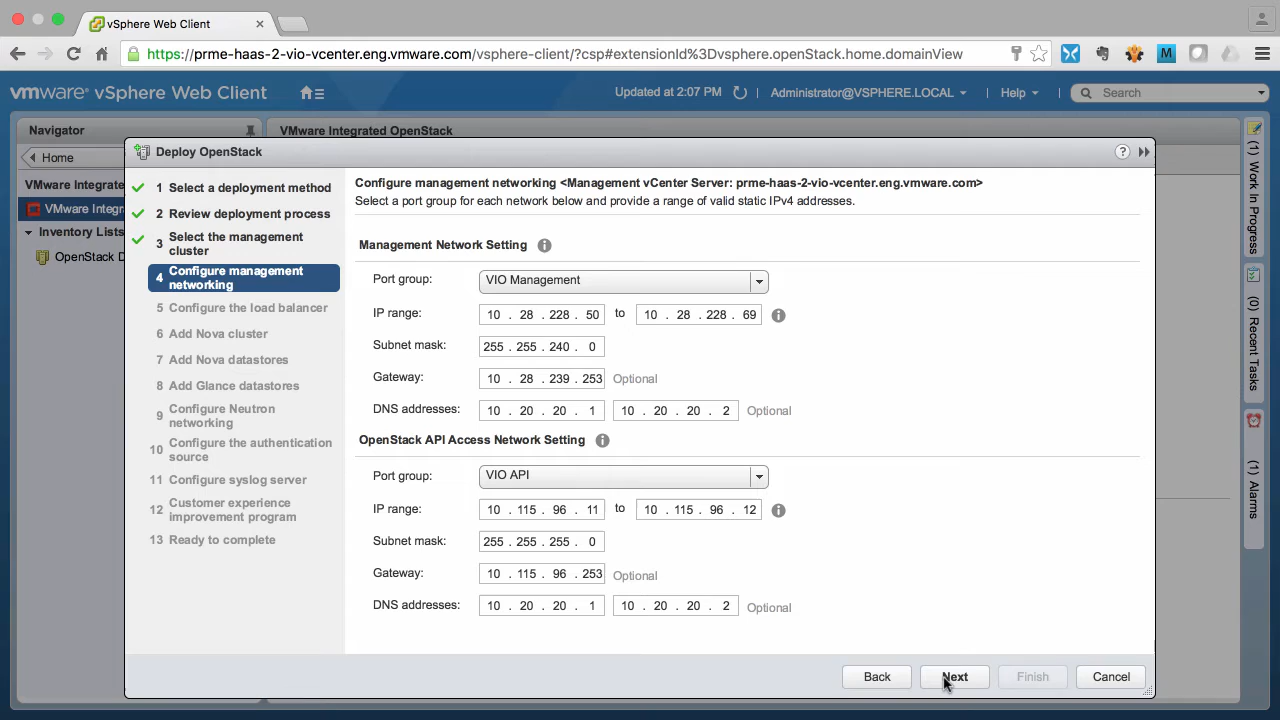 vSphere Web Client
https://prme-haas-2-vio-vcenter.eng.vmware.com/vsphere-client/?csp#extensionId%3Dvsphere.openStack.home.domainView
vmware® vSphere Web Client
Updated at 2:07 PM
Administrator@VSPHERE.LOCAL
Help
Search
Navigator
Home
VMware Integrate
VMware Integr
Inventory Lists
OpenStack D
VMware Integrated OpenStack
Deploy OpenStack
1 Select a deployment method
2 Review deployment process
3 Select the management
cluster
4 Configure management
networking
5 Configure the load balancer
6 Add Nova cluster
7 Add Nova datastores
8 Add Glance datastores
9 Configure Neutron
networking
10 Configure the authentication
source
11 Configure syslog server
12 Customer experience
improvement program
13 Ready to complete
Configure management networking <Management vCenter Server: prme-haas-2-vio-vcenter.eng.vmware.com>
Select a port group for each network below and provide a range of valid static IPv4 addresses.
Management Network Setting
Port group: VIO Management
IP range: 10 . 28 . 228 . 50 to 10 . 28 . 228 . 69
Subnet mask: 255 . 255 . 240 . 0
Gateway: 10 . 28 . 239 . 253 Optional
DNS addresses: 10 . 20 . 20 . 1 10 . 20 . 20 . 2 Optional
OpenStack API Access Network Setting
Port group: VIO API
IP range: 10 . 115 . 96 . 11 to 10 . 115 . 96 . 12
Subnet mask: 255 . 255 . 255 . 0
Gateway: 10 . 115 . 96 . 253 Optional
DNS addresses: 10 . 20 . 20 . 1 10 . 20 . 20 . 2 Optional
Back
Next
Finish
Cancel
(1) Work In Progress
(0) Recent Tasks
(1) Alarms